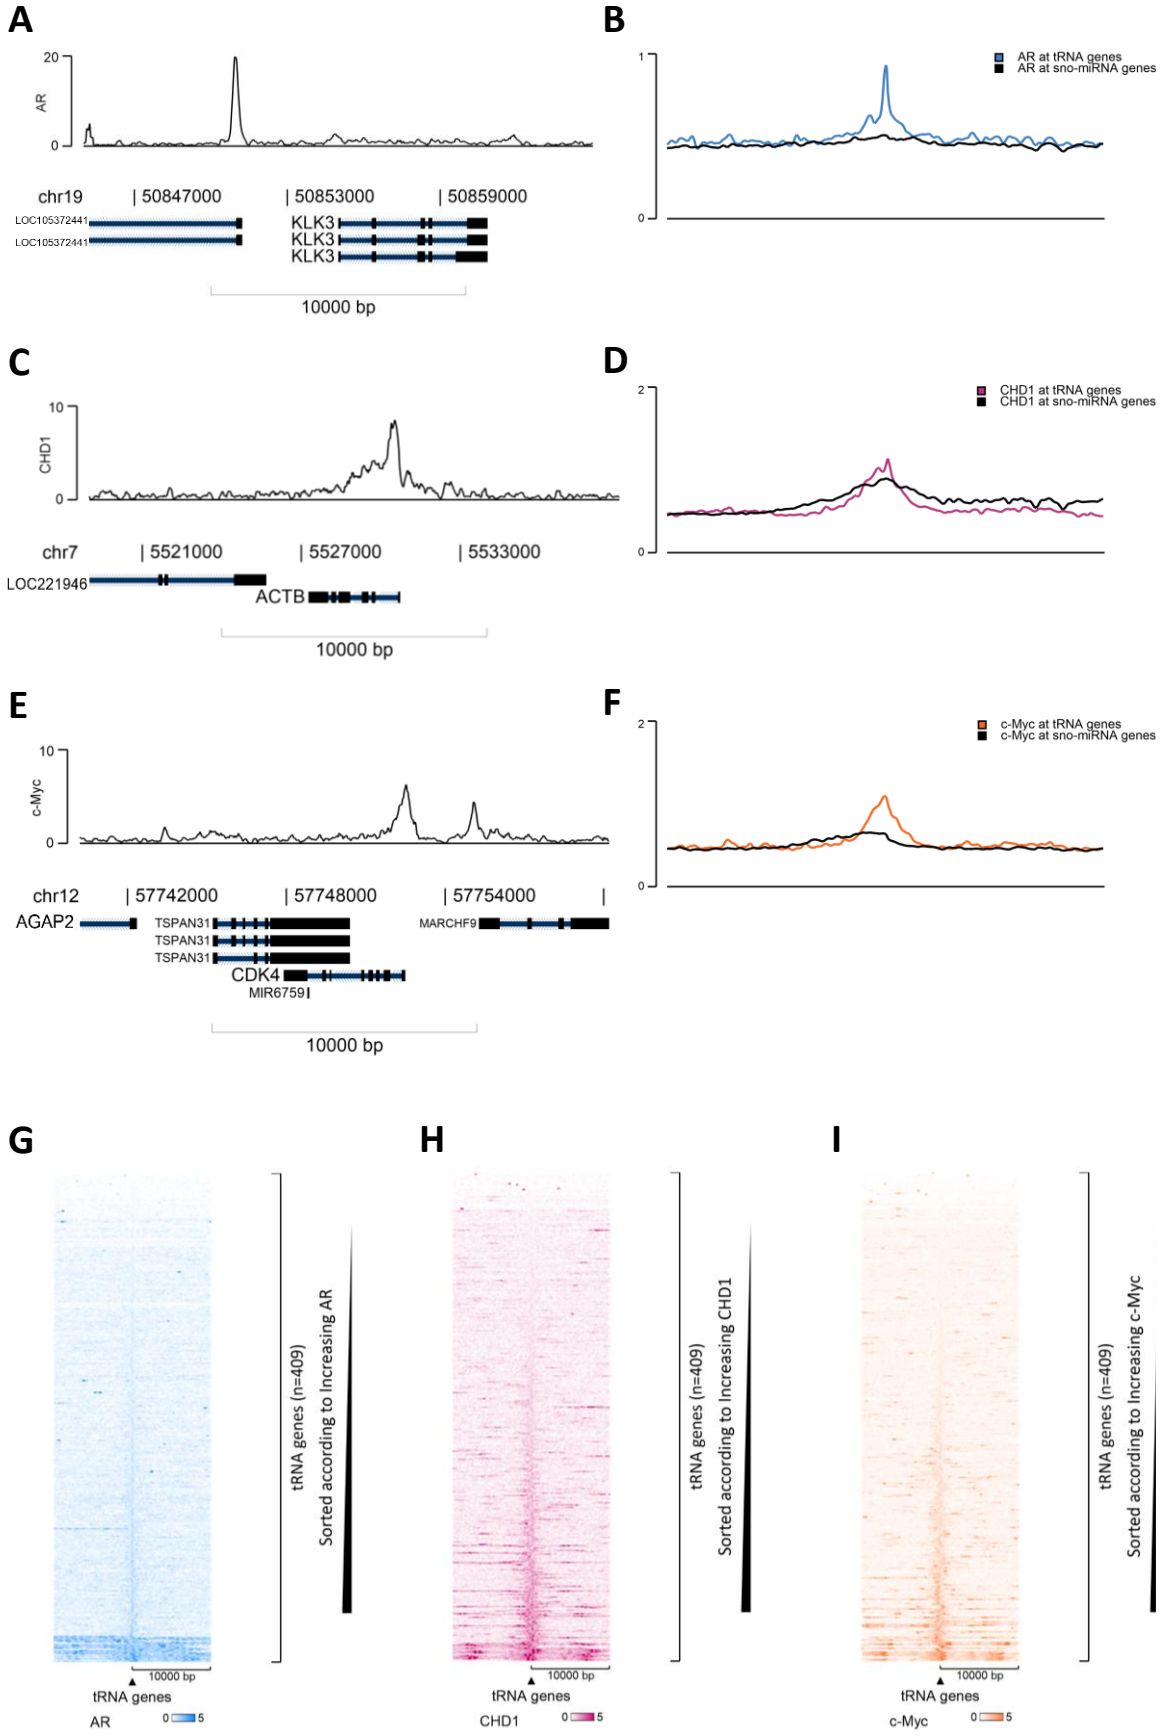 A
20
AR
0
chr19 | 50847000 | 50853000 | 50859000
LOC105372441 KLK3
LOC105372441 KLK3
KLK3
10000 bp
B
1
AR at tRNA genes
AR at sno-miRNA genes
0
C
10
CHD1
0
chr7 | 5521000 | 5527000 | 5533000
LOC221946
ACTB
10000 bp
D
2
CHD1 at tRNA genes
CHD1 at sno-miRNA genes
0
E
10
c-Myc
0
chr12 | 57742000 | 57748000 | 57754000 |
AGAP2 TSPAN31 MARCHF9
TSPAN31
TSPAN31
CDK4
MIR6759
10000 bp
F
2
c-Myc at tRNA genes
c-Myc at sno-miRNA genes
0
G
tRNA genes (n=409)
Sorted according to Increasing AR
10000 bp
tRNA genes
AR 0 5
H
tRNA genes (n=409)
Sorted according to Increasing CHD1
10000 bp
tRNA genes
CHD1 0 5
I
tRNA genes (n=409)
Sorted according to Increasing c-Myc
10000 bp
tRNA genes
c-Myc 0 5